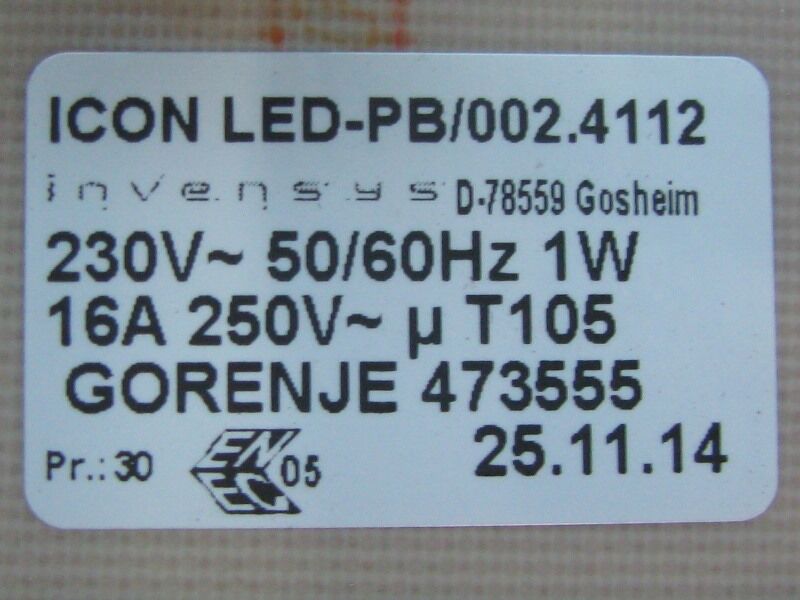 ICON LED-PB/002.4112
invensys D-78559 Gosheim
230V~ 50/60Hz 1W
16A 250V~ µ T105
GORENJE 473555
Pr.: 30 ENEC 05 25.11.14